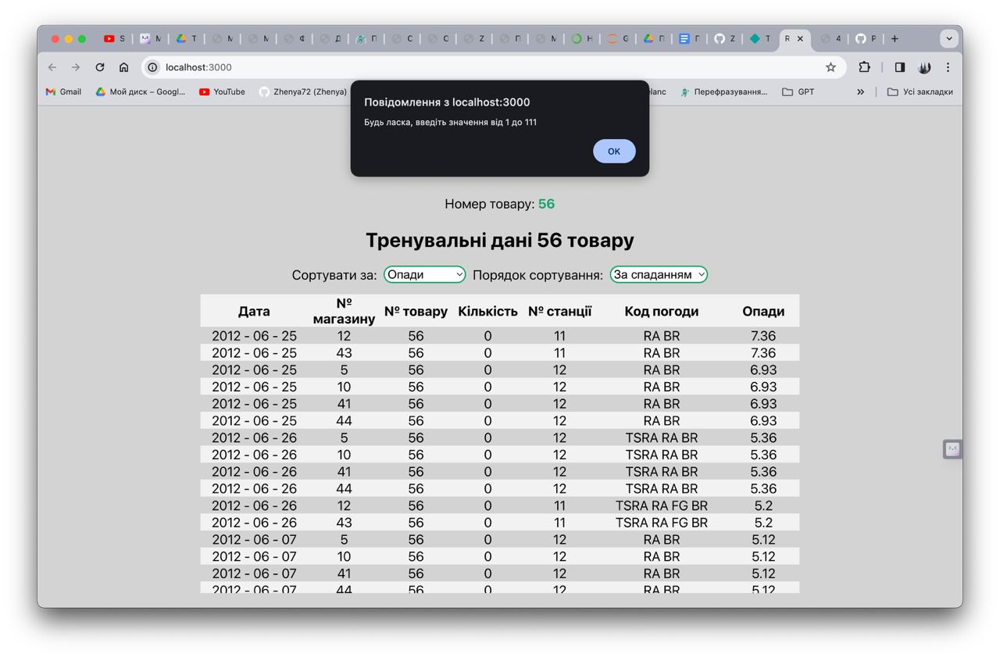 S M T M M Ф Д П C C Z П M H G П Г Z T R × 4 P +
localhost:3000
Gmail Мой диск – Googl... YouTube Zhenya72 (Zhenya) elanc Перефразування... GPT » Усі закладки
Повідомлення з localhost:3000
Будь ласка, введіть значення від 1 до 111
OK
Номер товару: 56
Тренувальні дані 56 товару
Сортувати за: Опади Порядок сортування: За спаданням
Дата № магазину № товару Кількість № станції Код погоди Опади
2012 - 06 - 25 12 56 0 11 RA BR 7.36
2012 - 06 - 25 43 56 0 11 RA BR 7.36
2012 - 06 - 25 5 56 0 12 RA BR 6.93
2012 - 06 - 25 10 56 0 12 RA BR 6.93
2012 - 06 - 25 41 56 0 12 RA BR 6.93
2012 - 06 - 25 44 56 0 12 RA BR 6.93
2012 - 06 - 26 5 56 0 12 TSRA RA BR 5.36
2012 - 06 - 26 10 56 0 12 TSRA RA BR 5.36
2012 - 06 - 26 41 56 0 12 TSRA RA BR 5.36
2012 - 06 - 26 44 56 0 12 TSRA RA BR 5.36
2012 - 06 - 26 12 56 0 11 TSRA RA FG BR 5.2
2012 - 06 - 26 43 56 0 11 TSRA RA FG BR 5.2
2012 - 06 - 07 5 56 0 12 RA BR 5.12
2012 - 06 - 07 10 56 0 12 RA BR 5.12
2012 - 06 - 07 41 56 0 12 RA BR 5.12
2012 - 06 - 07 44 56 0 12 RA BR 5.12